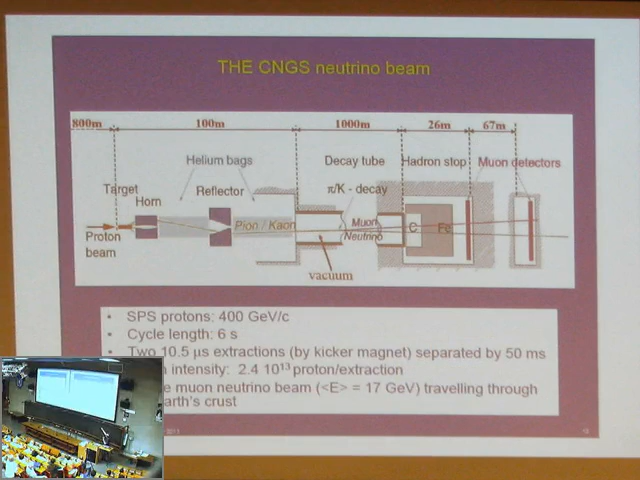 THE CNGS neutrino beam
800m 100m 1000m 26m 67m
Helium bags Decay tube Hadron stop Muon detectors
Target Horn Reflector π/K - decay
Proton beam
Pion / Kaon Muon Neutrino C Fe
vacuum
• SPS protons: 400 GeV/c
• Cycle length: 6 s
• Two 10.5 μs extractions (by kicker magnet) separated by 50 ms
intensity: 2.4 10¹³ proton/extraction
muon neutrino beam (<E> = 17 GeV) travelling through
crust
12